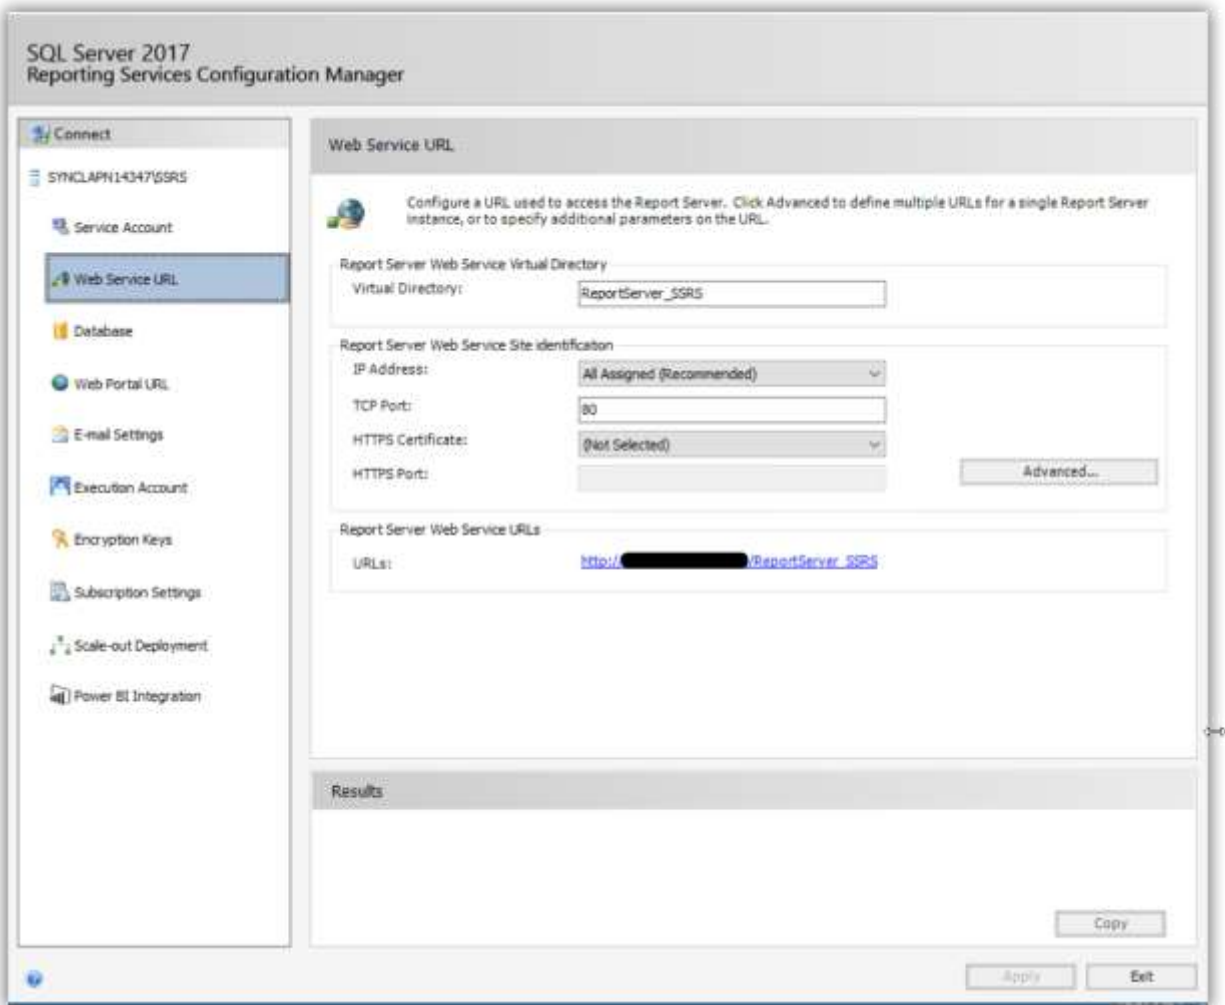 SQL Server 2017
Reporting Services Configuration Manager
Connect
SYNCLAPN14347\SSRS
Service Account
Web Service URL
Database
Web Portal URL
E-mail Settings
Execution Account
Encryption Keys
Subscription Settings
Scale-out Deployment
Power BI Integration
Web Service URL
Configure a URL used to access the Report Server. Click Advanced to define multiple URLs for a single Report Server
instance, or to specify additional parameters on the URL.
Report Server Web Service Virtual Directory
Virtual Directory:
ReportServer_SSRS
Report Server Web Service Site identification
IP Address:
All Assigned (Recommended)
TCP Port:
80
HTTPS Certificate:
(Not Selected)
HTTPS Port:
Advanced...
Report Server Web Service URLs
URLs:
http:// /ReportServer_SSRS
Results
Copy
Apply
Exit